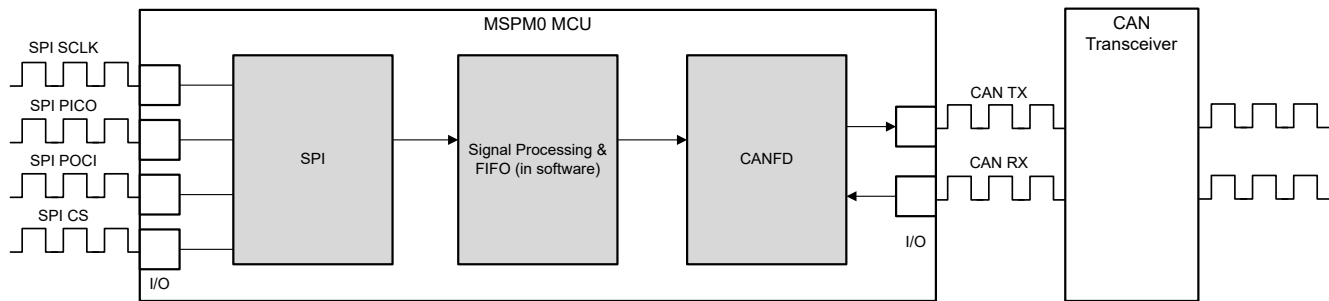 MSPM0 MCU
CAN
Transceiver
SPI SCLK
SPI PICO
SPI POCI
SPI CS
I/O
SPI
Signal Processing &
FIFO (in software)
CANFD
CAN TX
CAN RX
I/O